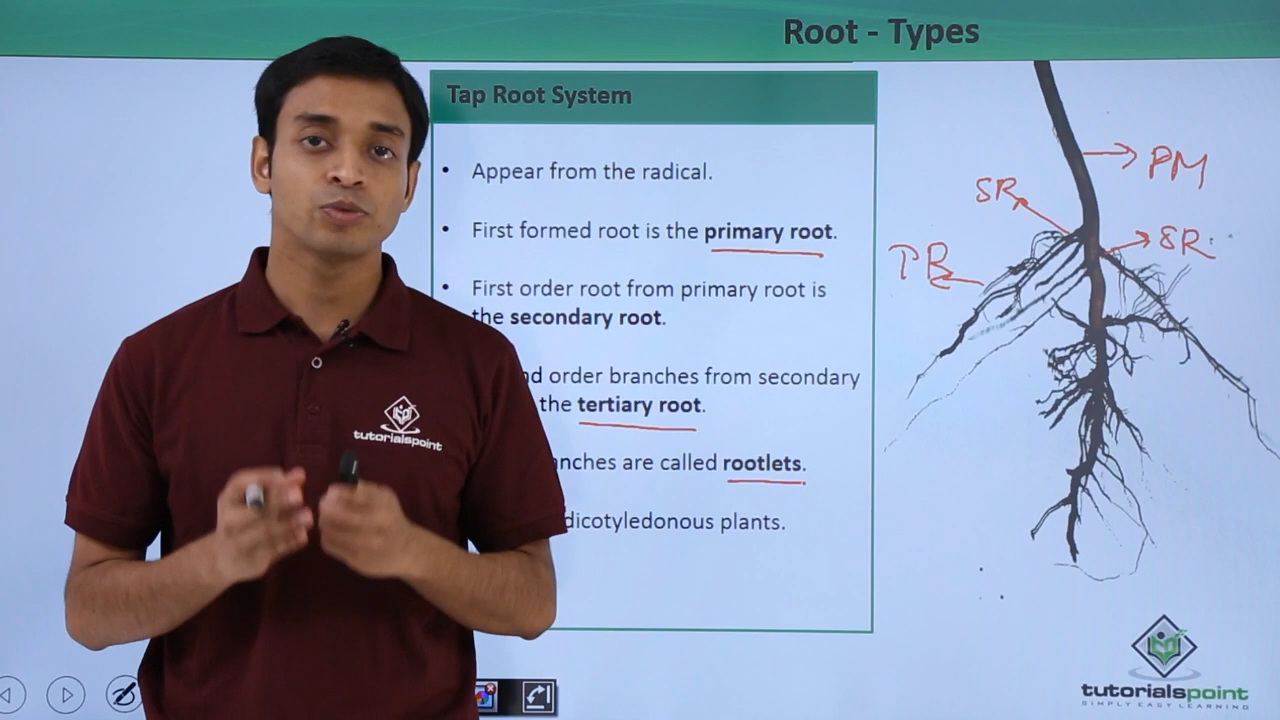 Root - Types
Tap Root System
• Appear from the radical.
• First formed root is the primary root.
• First order root from primary root is
the secondary root.
nd order branches from secondary
the tertiary root.
nches are called rootlets.
dicotyledonous plants.
PM
SR
SR
TB
tutorialspoint
tutorialspoint
SIMPLY EASY LEARNING